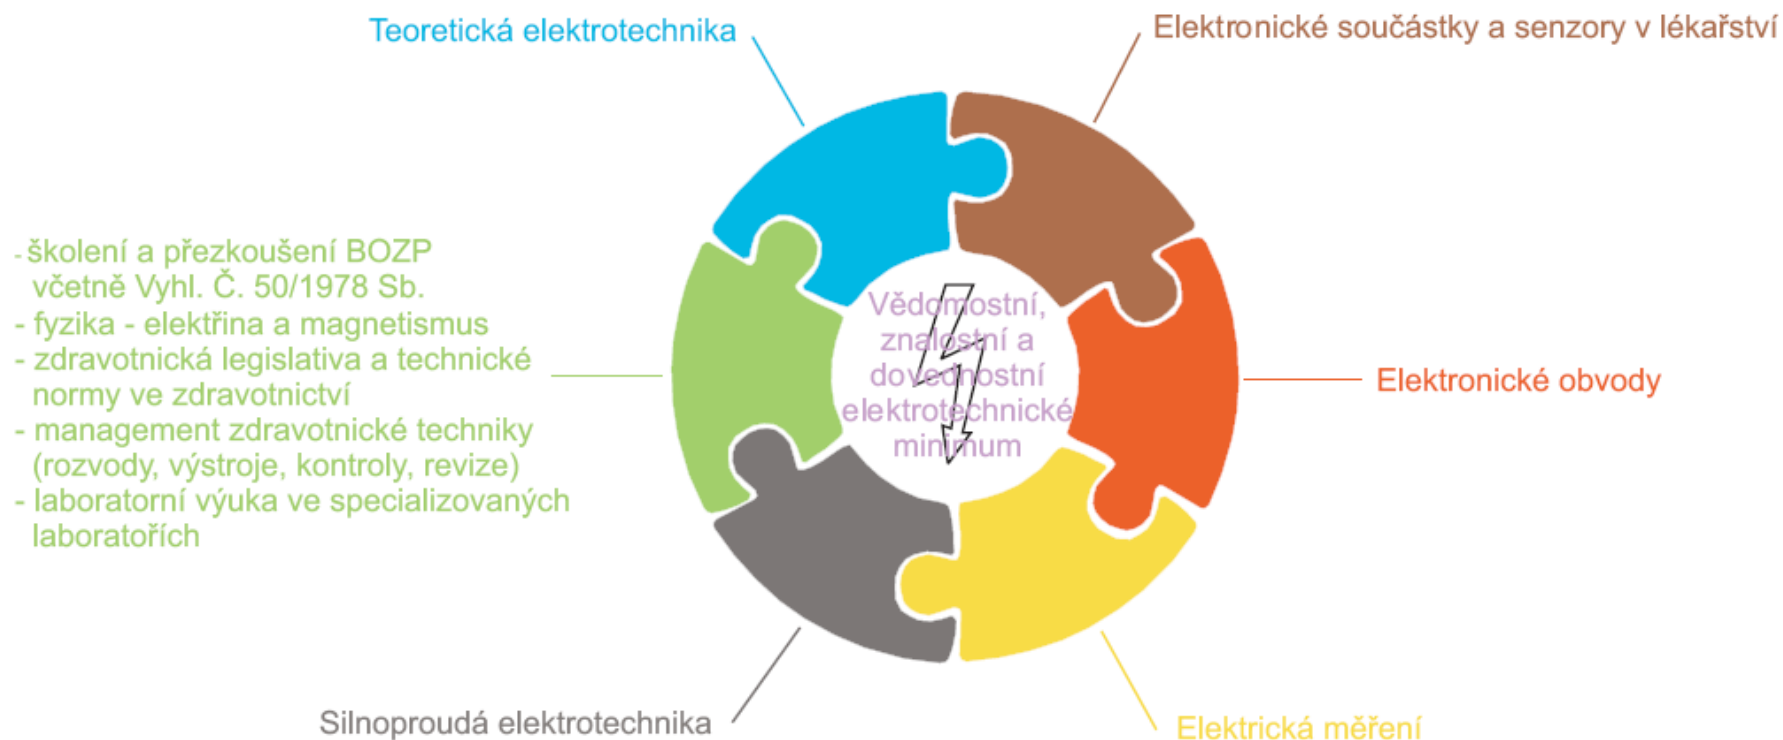 Teoretická elektrotechnika
Elektronické součástky a senzory v lékařství
- školení a přezkoušení BOZP
včetně Vyhl. Č. 50/1978 Sb.
- fyzika - elektřina a magnetismus
- zdravotnická legislativa a technické
normy ve zdravotnictví
- management zdravotnické techniky
(rozvody, výstroje, kontroly, revize)
- laboratorní výuka ve specializovaných
laboratořích
Vědomostní,
znalostní a
dovednostní
elektrotechnické
minimum
Elektronické obvody
Silnoproudá elektrotechnika
Elektrická měření